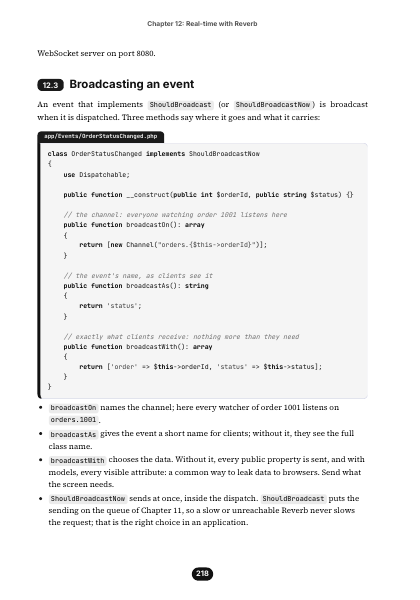 Chapter 12: Real-time with Reverb
WebSocket server on port 8080.
12.3 Broadcasting an event
An event that implements ShouldBroadcast (or ShouldBroadcastNow) is broadcast
when it is dispatched. Three methods say where it goes and what it carries:
app/Events/OrderStatusChanged.php
class OrderStatusChanged implements ShouldBroadcastNow
{
    use Dispatchable;
    public function __construct(public int $orderId, public string $status) {}
    // the channel: everyone watching order 1001 listens here
    public function broadcastOn(): array
    {
        return [new Channel("orders.{$this->orderId}")];
    }
    // the event's name, as clients see it
    public function broadcastAs(): string
    {
        return 'status';
    }
    // exactly what clients receive: nothing more than they need
    public function broadcastWith(): array
    {
        return ['order' => $this->orderId, 'status' => $this->status];
    }
}
• broadcastOn names the channel; here every watcher of order 1001 listens on
orders.1001.
• broadcastAs gives the event a short name for clients; without it, they see the full
class name.
• broadcastWith chooses the data. Without it, every public property is sent, and with
models, every visible attribute: a common way to leak data to browsers. Send what
the screen needs.
• ShouldBroadcastNow sends at once, inside the dispatch. ShouldBroadcast puts the
sending on the queue of Chapter 11, so a slow or unreachable Reverb never slows
the request; that is the right choice in an application.
218